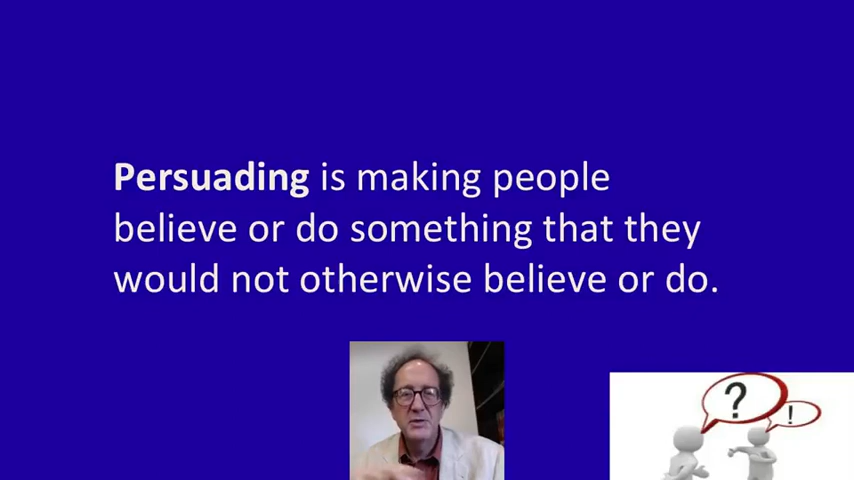 Persuading is making people
believe or do something that they
would not otherwise believe or do.
?
!